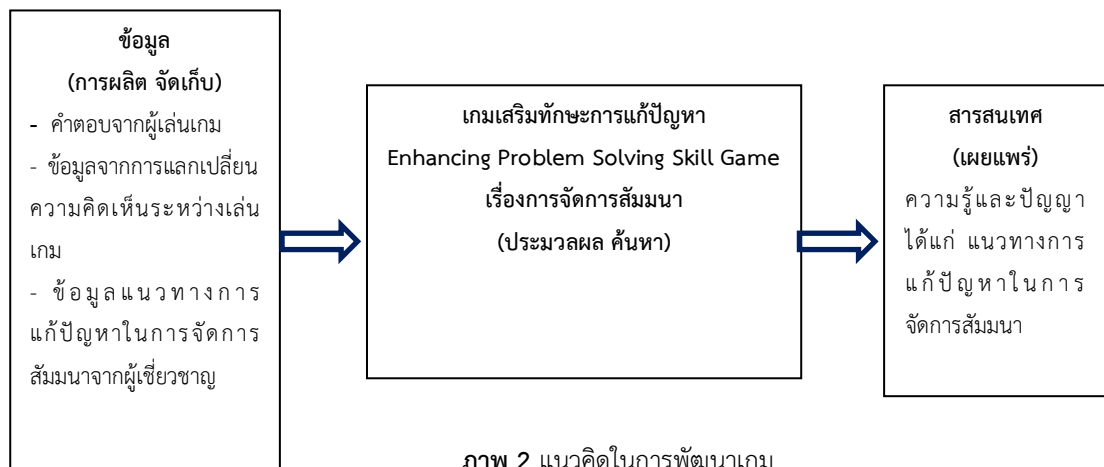 ข้อมูล
(การผลิต จัดเก็บ)
- คำตอบจากผู้เล่นเกม
- ข้อมูลจากการแลกเปลี่ยน
ความคิดเห็นระหว่างเล่น
เกม
- ข้อมูลแนวทางการ
แก้ปัญหาในการจัดการ
สัมมนาจากผู้เชี่ยวชาญ
เกมเสริมทักษะการแก้ปัญหา
Enhancing Problem Solving Skill Game
เรื่องการจัดการสัมมนา
(ประมวลผล ค้นหา)
สารสนเทศ
(เผยแพร่)
ความรู้และปัญญา
ได้แก่ แนวทางการ
แก้ปัญหาในการ
จัดการสัมมนา
ภาพ 2 แนวคิดในการพัฒนาเกม